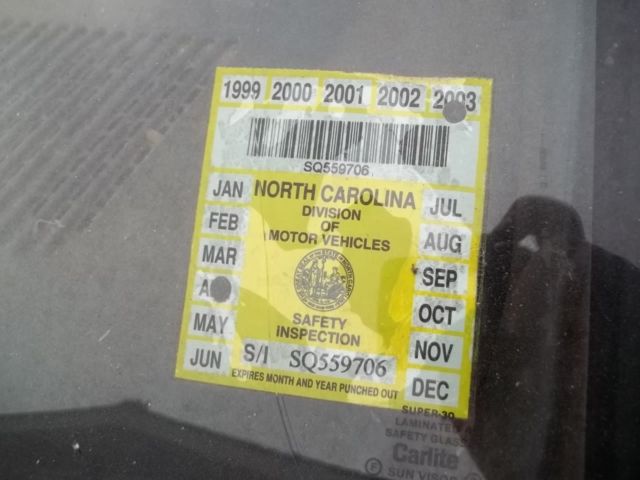 1999 2000 2001 2002 2003
SQ559706
JAN NORTH CAROLINA JUL
FEB DIVISION AUG
OF
MAR MOTOR VEHICLES SEP
OCT
MAY SAFETY NOV
INSPECTION
JUN S/I SQ559706 DEC
EXPIRES MONTH AND YEAR PUNCHED OUT
SUPER-30
LAMINATED
SAFETY GLASS
Carlite
F SUN